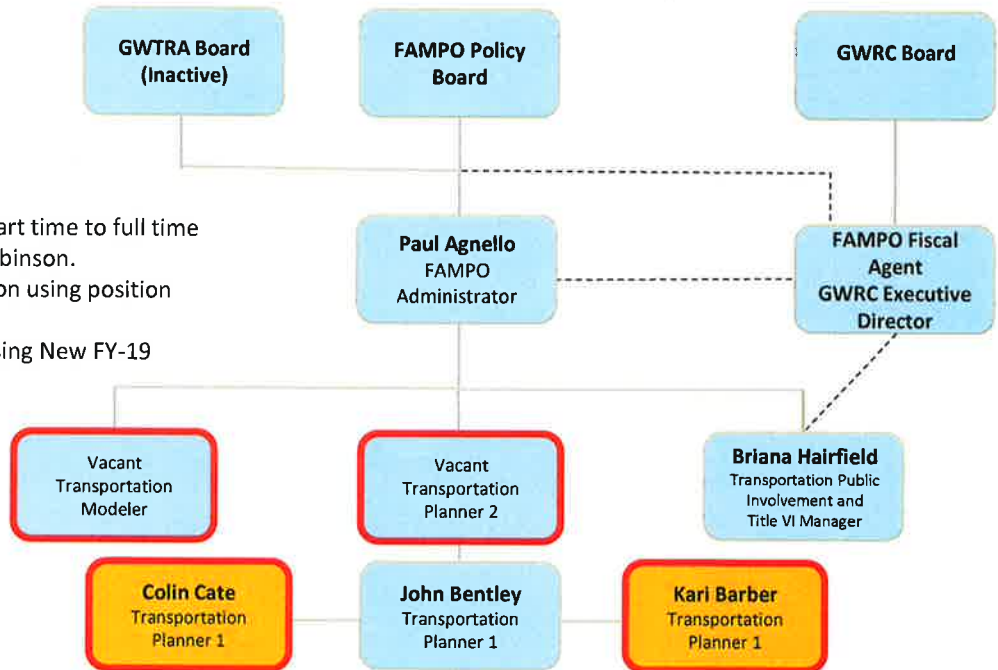 GWTRA Board
(Inactive)
FAMPO Policy
Board
GWRC Board
art time to full time
binson.
on using position
sing New FY-19
Paul Agnello
FAMPO
Administrator
FAMPO Fiscal
Agent
GWRC Executive
Director
Vacant
Transportation
Modeler
Vacant
Transportation
Planner 2
Briana Hairfield
Transportation Public
Involvement and
Title VI Manager
Colin Cate
Transportation
Planner 1
John Bentley
Transportation
Planner 1
Kari Barber
Transportation
Planner 1